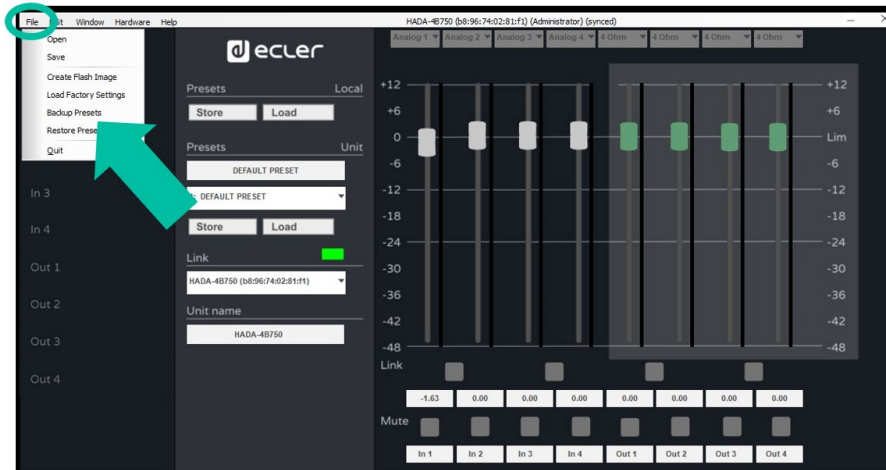 File Edit Window Hardware Help
HADA-4B750 (b8:96:74:02:81:f1) (Administrator) (synced)
Open
Save
Create Flash Image
Load Factory Settings
Backup Presets
Restore Prese
Quit
In 3
In 4
Out 1
Out 2
Out 3
Out 4
ecler
Presets Local
Store Load
Presets Unit
DEFAULT PRESET
DEFAULT PRESET
Store Load
Link
HADA-4B750 (b8:96:74:02:81:f1)
Unit name
HADA-4B750
Analog 1 Analog 2 Analog 3 Analog 4 4 Ohm 4 Ohm 4 Ohm 4 Ohm
+12 +12
+6 +6
0 Lim
-6 -6
-12 -12
-18 -18
-24 -24
-30 -30
-36 -36
-42 -42
-48 -48
Link
-1.63 0.00 0.00 0.00 0.00 0.00 0.00 0.00
Mute
In 1 In 2 In 3 In 4 Out 1 Out 2 Out 3 Out 4